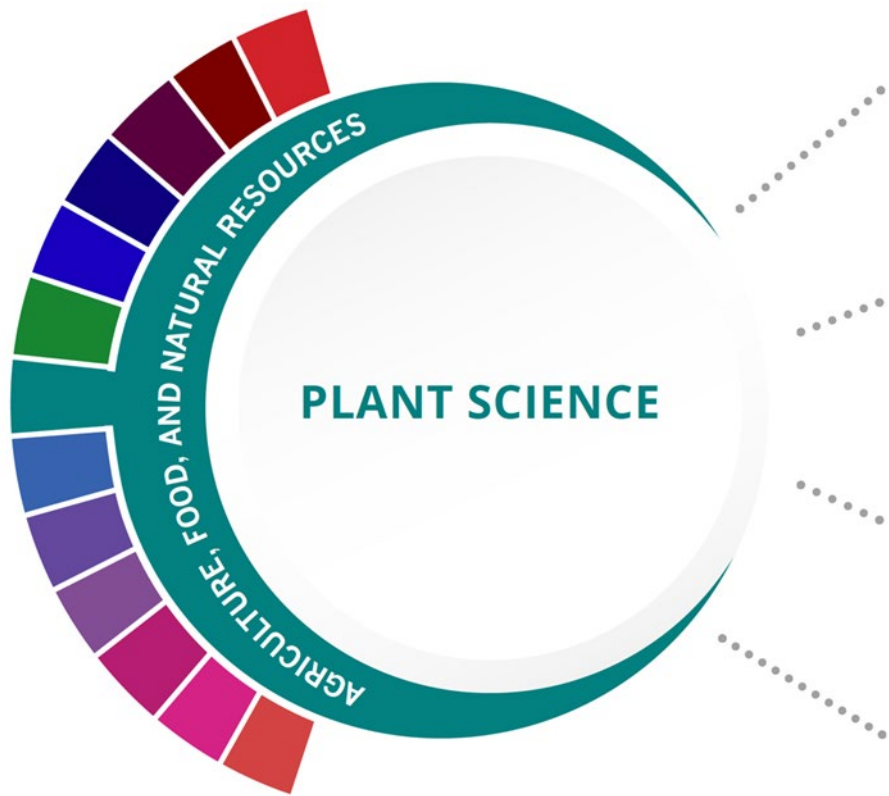 AGRICULTURE, FOOD, AND NATURAL RESOURCES
PLANT SCIENCE